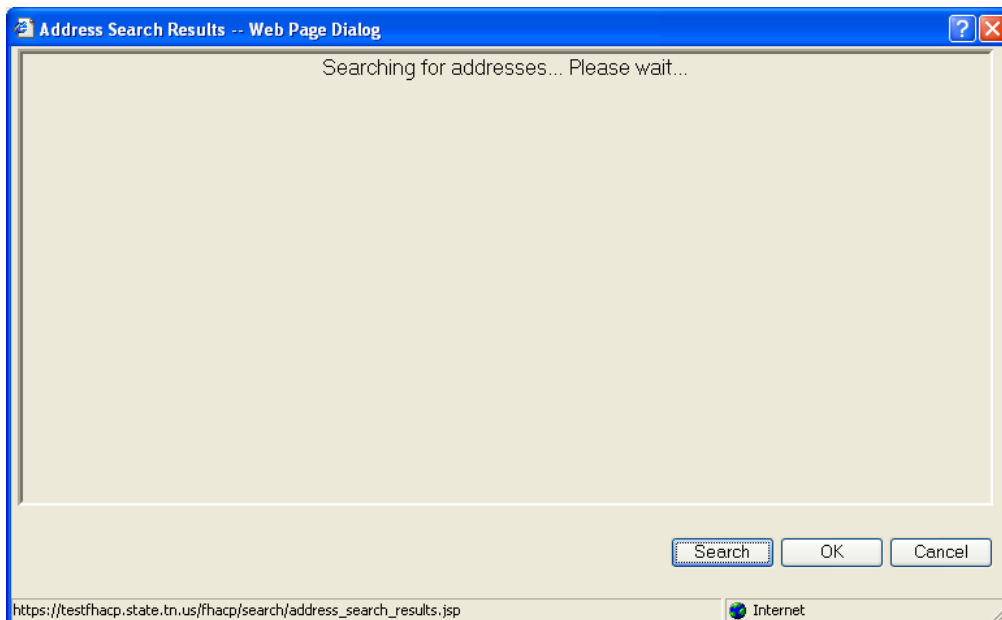 Address Search Results -- Web Page Dialog
Searching for addresses... Please wait...
Search OK Cancel
https://testfhacp.state.tn.us/fhacp/search/address_search_results.jsp Internet